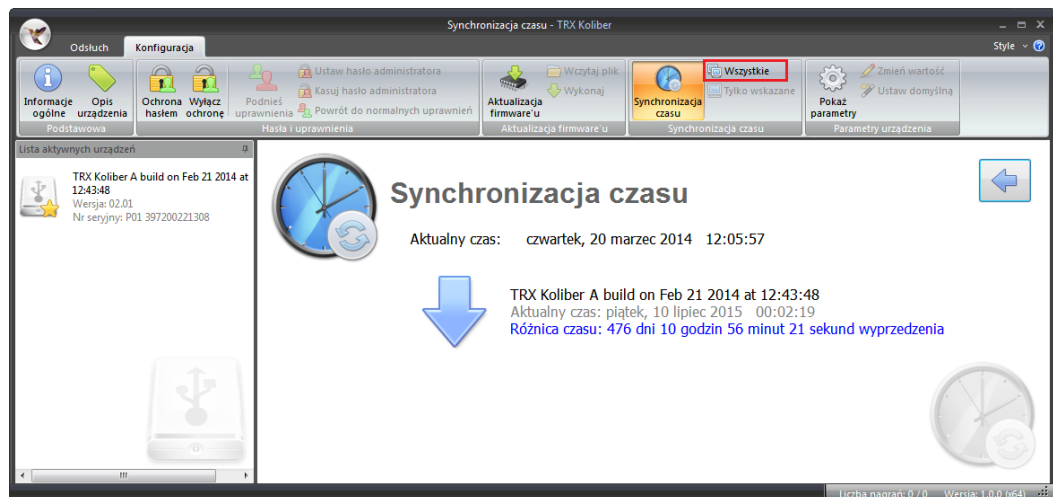 Synchronizacja czasu - TRX Koliber
Odsłuch
Konfiguracja
Style
Informacje ogólne
Opis urządzenia
Podstawowa
Ochrona hasłem
Wyłącz ochronę
Podnieś uprawnienia
Ustaw hasło administratora
Kasuj hasło administratora
Powrót do normalnych uprawnień
Hasła i uprawnienia
Aktualizacja firmware'u
Wczytaj plik
Wykonaj
Aktualizacja firmware'u
Synchronizacja czasu
Wszystkie
Tylko wskazane
Synchronizacja czasu
Pokaż parametry
Zmień wartość
Ustaw domyślną
Parametry urządzenia
Lista aktywnych urządzeń
TRX Koliber A build on Feb 21 2014 at
12:43:48
Wersja: 02.01
Nr seryjny: P01 397200221308
Synchronizacja czasu
Aktualny czas: czwartek, 20 marzec 2014 12:05:57
TRX Koliber A build on Feb 21 2014 at 12:43:48
Aktualny czas: piątek, 10 lipiec 2015 00:02:19
Różnica czasu: 476 dni 10 godzin 56 minut 21 sekund wyprzedzenia
Liczba nagrań: 0 / 0 Wersja: 1.0.0 (x64)